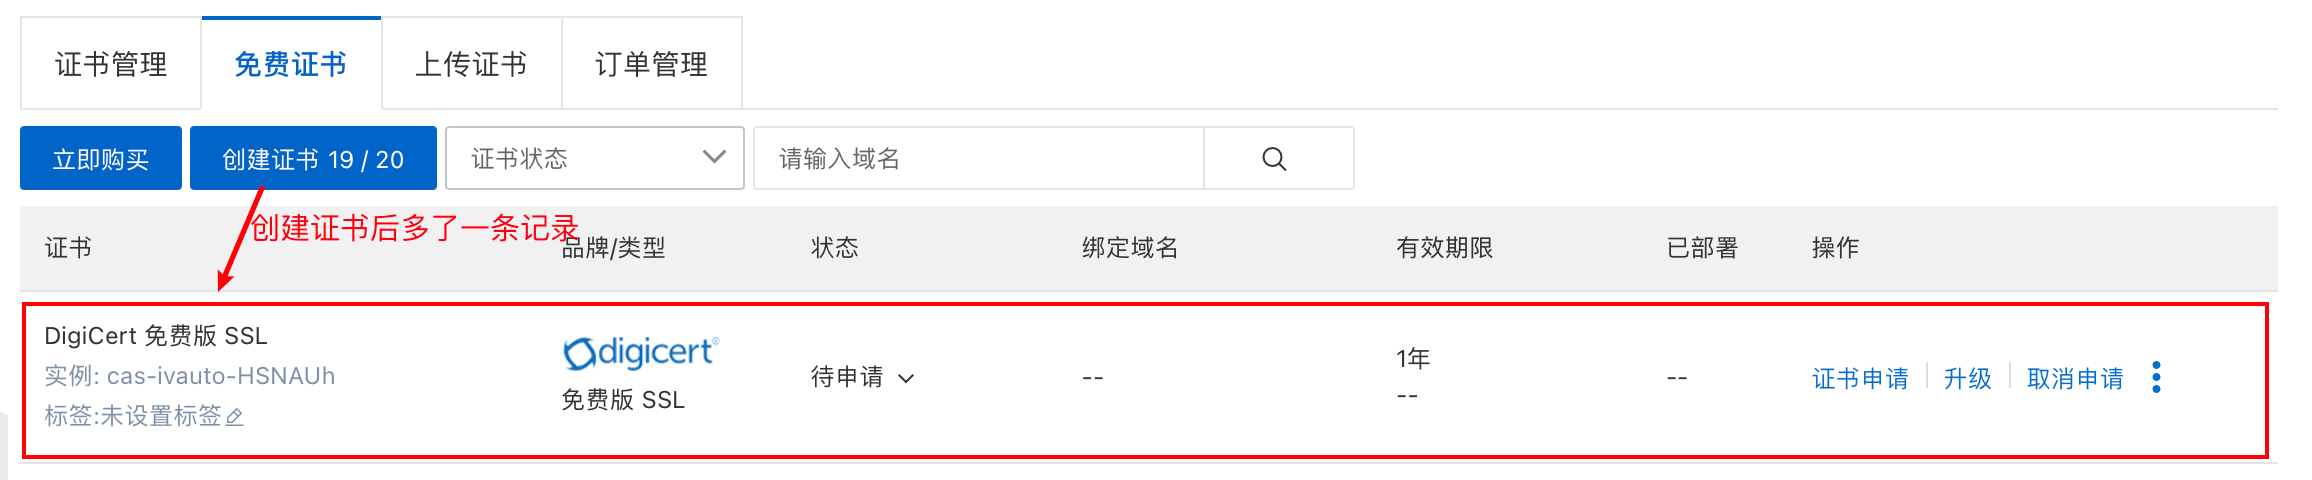 证书管理 免费证书 上传证书 订单管理
立即购买 创建证书 19 / 20 证书状态 请输入域名
创建证书后多了一条记录
证书 品牌/类型 状态 绑定域名 有效期限 已部署 操作
DigiCert 免费版 SSL
实例: cas-ivauto-HSNAUh
标签:未设置标签
digicert®
免费版 SSL
待申请
--
1年
--
--
证书申请 升级 取消申请